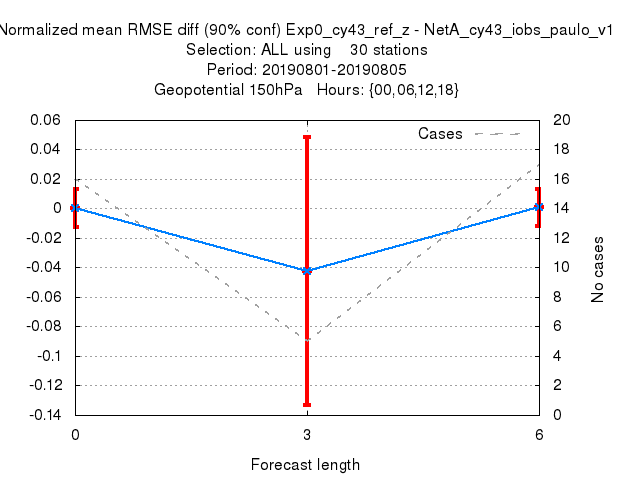 Normalized mean RMSE diff (90% conf) Exp0_cy43_ref_z - NetA_cy43_iobs_paulo_v1
Selection: ALL using 30 stations
Period: 20190801-20190805
Geopotential 150hPa Hours: {00,06,12,18}
Cases
0.06
0.04
0.02
0
-0.02
-0.04
-0.06
-0.08
-0.1
-0.12
-0.14
20
18
16
14
12
10
8
6
4
2
0
No cases
0 3 6
Forecast length